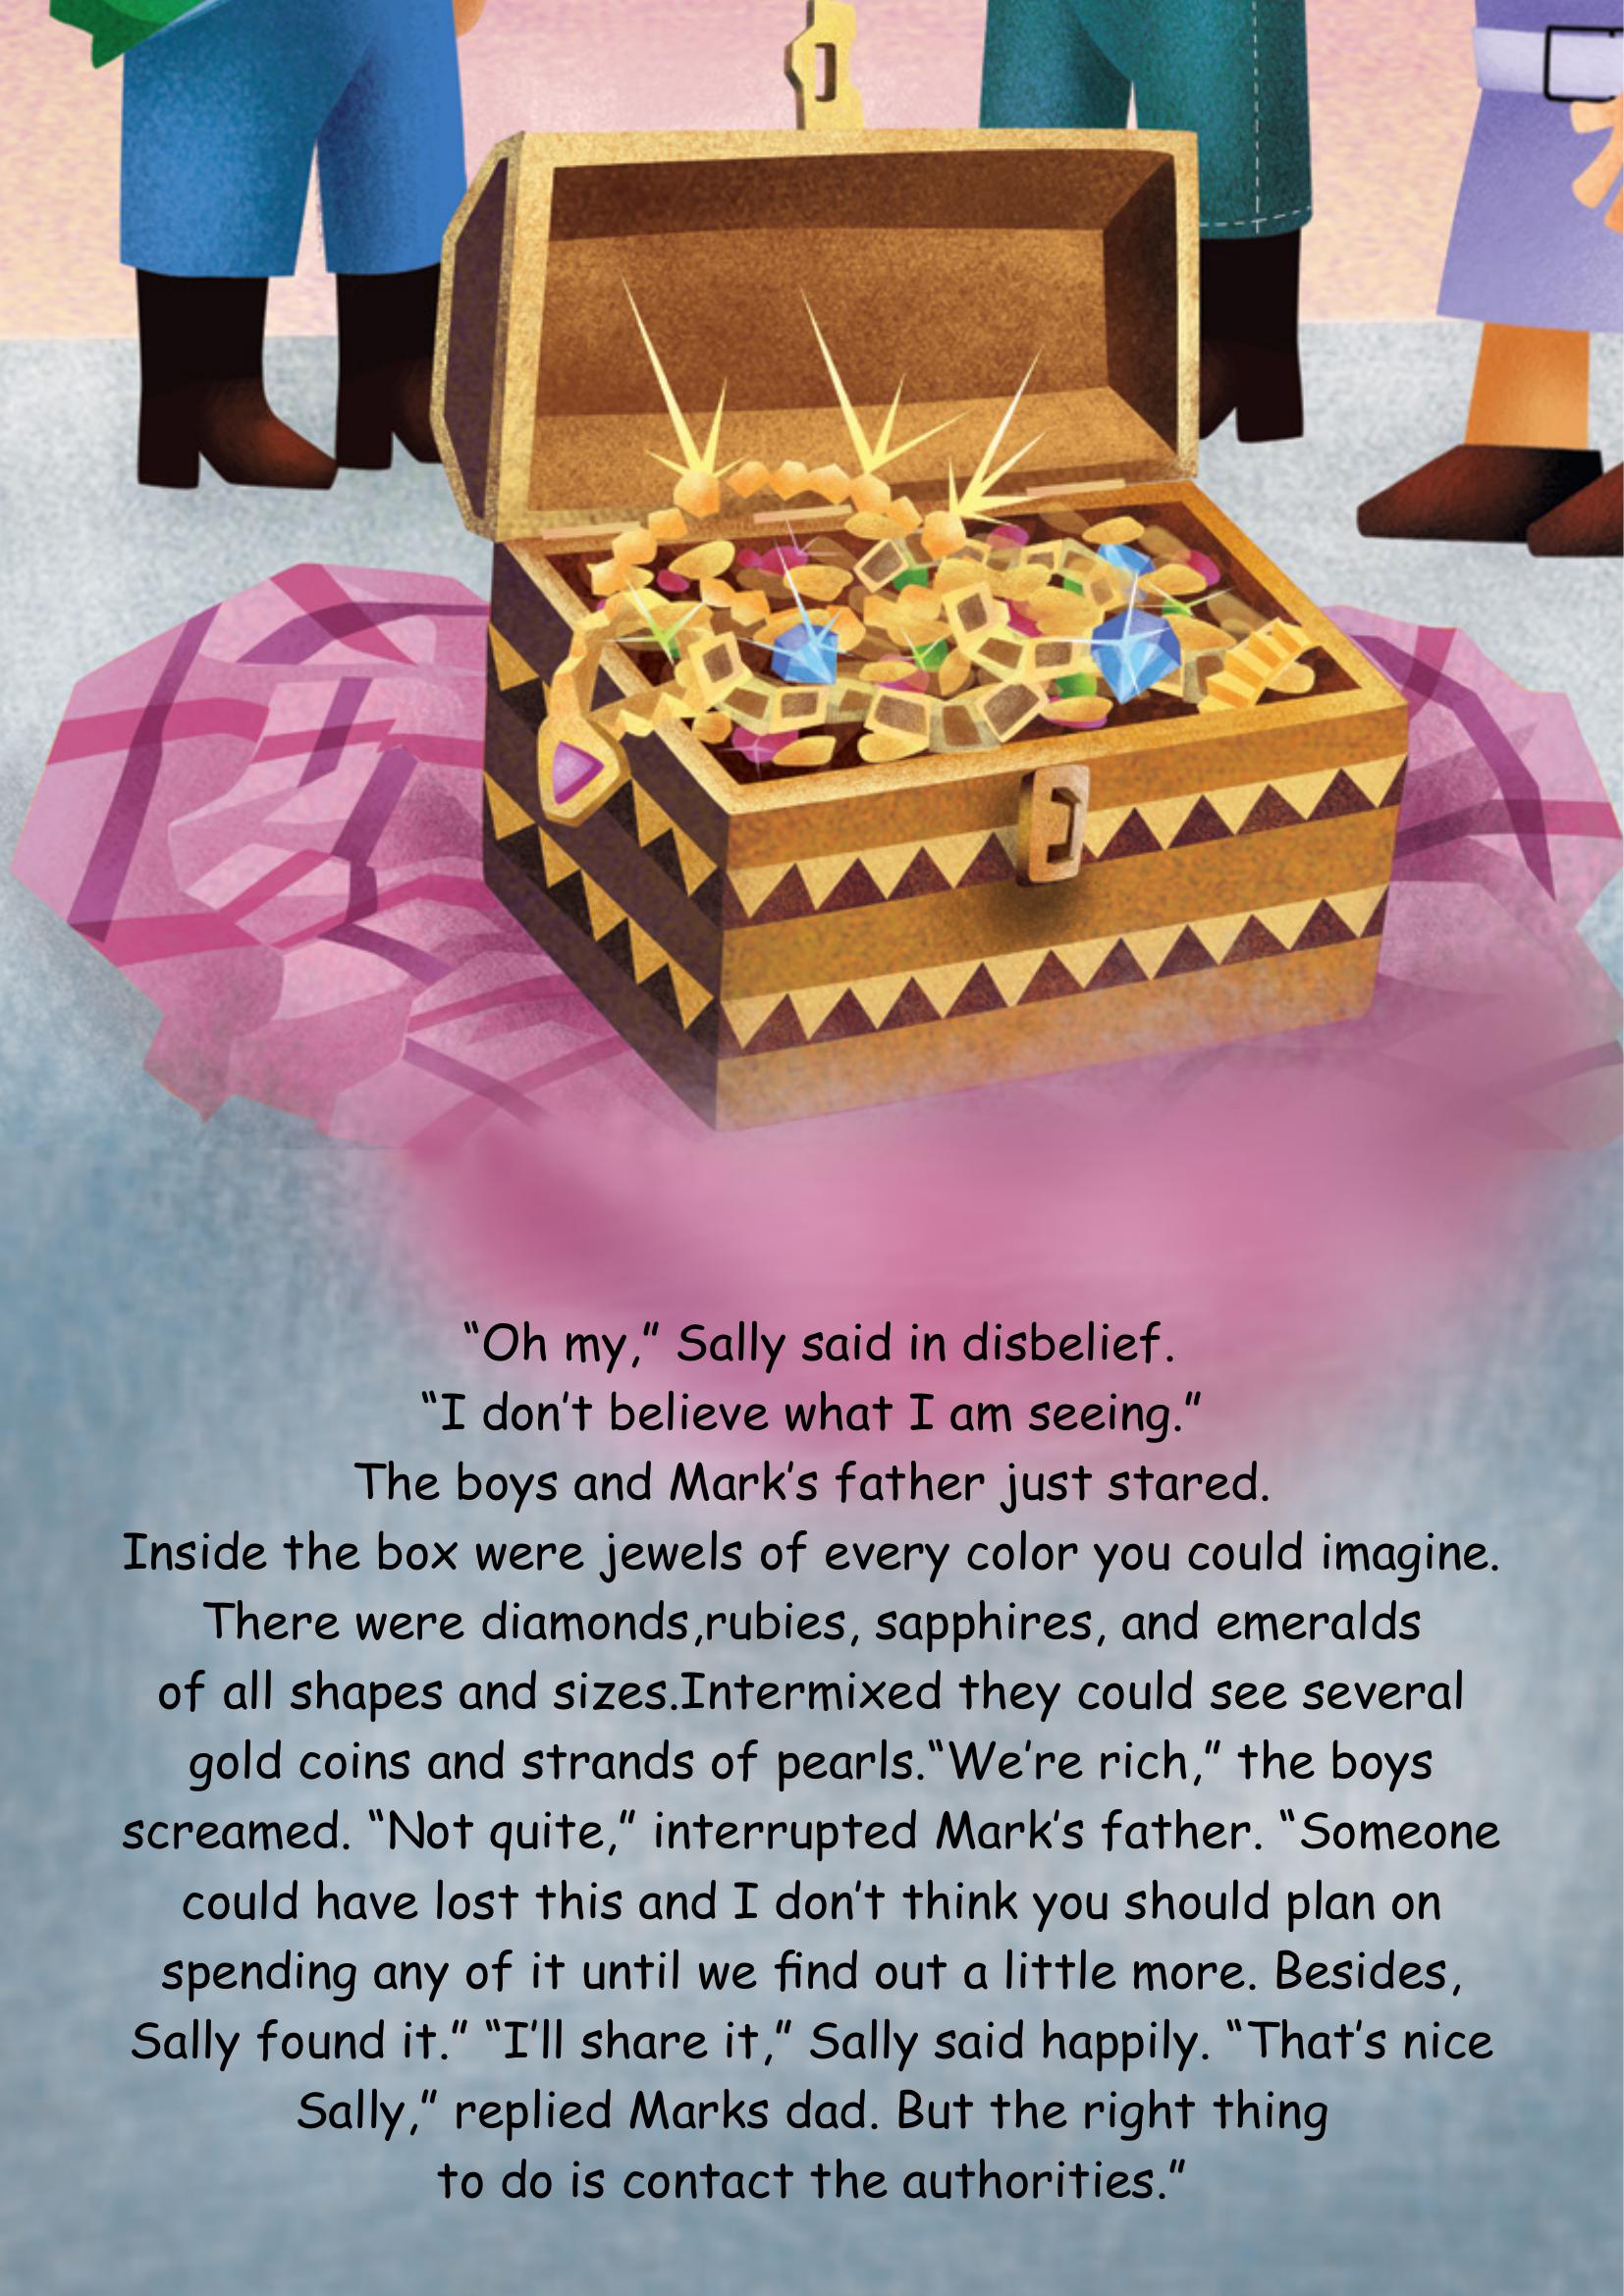 “Oh my,” Sally said in disbelief.
“I don’t believe what I am seeing.”
The boys and Mark’s father just stared.
Inside the box were jewels of every color you could imagine.
There were diamonds,rubies, sapphires, and emeralds
of all shapes and sizes.Intermixed they could see several
gold coins and strands of pearls.“We’re rich,” the boys
screamed. “Not quite,” interrupted Mark’s father. “Someone
could have lost this and I don’t think you should plan on
spending any of it until we find out a little more. Besides,
Sally found it.” “I’ll share it,” Sally said happily. “That’s nice
Sally,” replied Marks dad. But the right thing
to do is contact the authorities.”